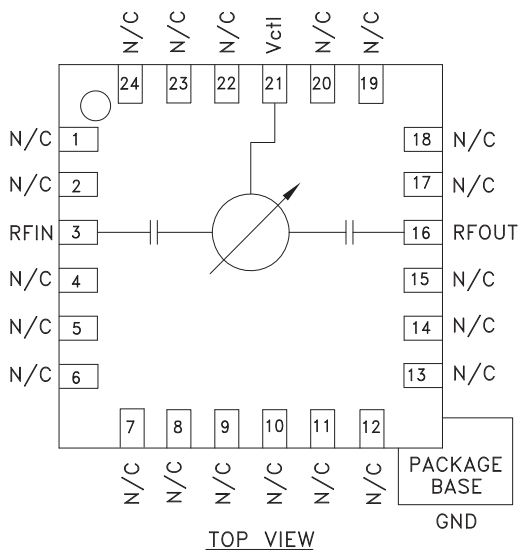 N/C N/C N/C Vctl N/C N/C
24 23 22 21 20 19
N/C 1 18 N/C
N/C 2 17 N/C
RFIN 3 16 RFOUT
N/C 4 15 N/C
N/C 5 14 N/C
N/C 6 13 N/C
7 8 9 10 11 12
N/C N/C N/C N/C N/C N/C
PACKAGE
BASE
GND
TOP VIEW